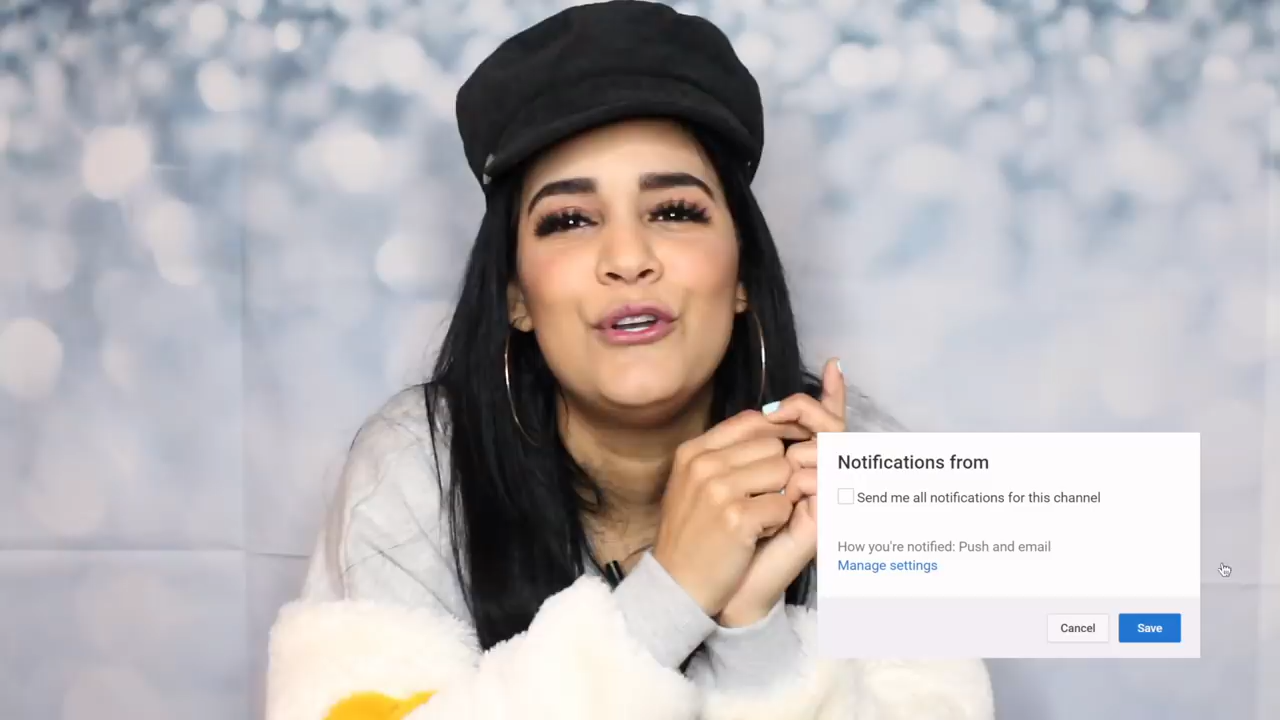 Notifications from
Send me all notifications for this channel
How you're notified: Push and email
Manage settings
Cancel
Save